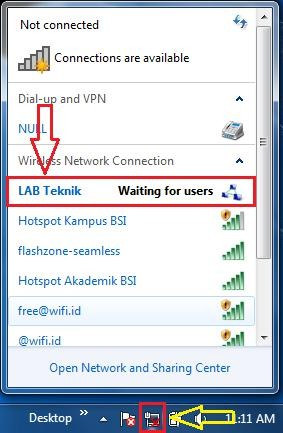 Not connected
Connections are available
Dial-up and VPN
NULL
Wireless Network Connection
LAB Teknik Waiting for users
Hotspot Kampus BSI
flashzone-seamless
Hotspot Akademik BSI
free@wifi.id
@wifi.id
Open Network and Sharing Center
Desktop
:11 AM